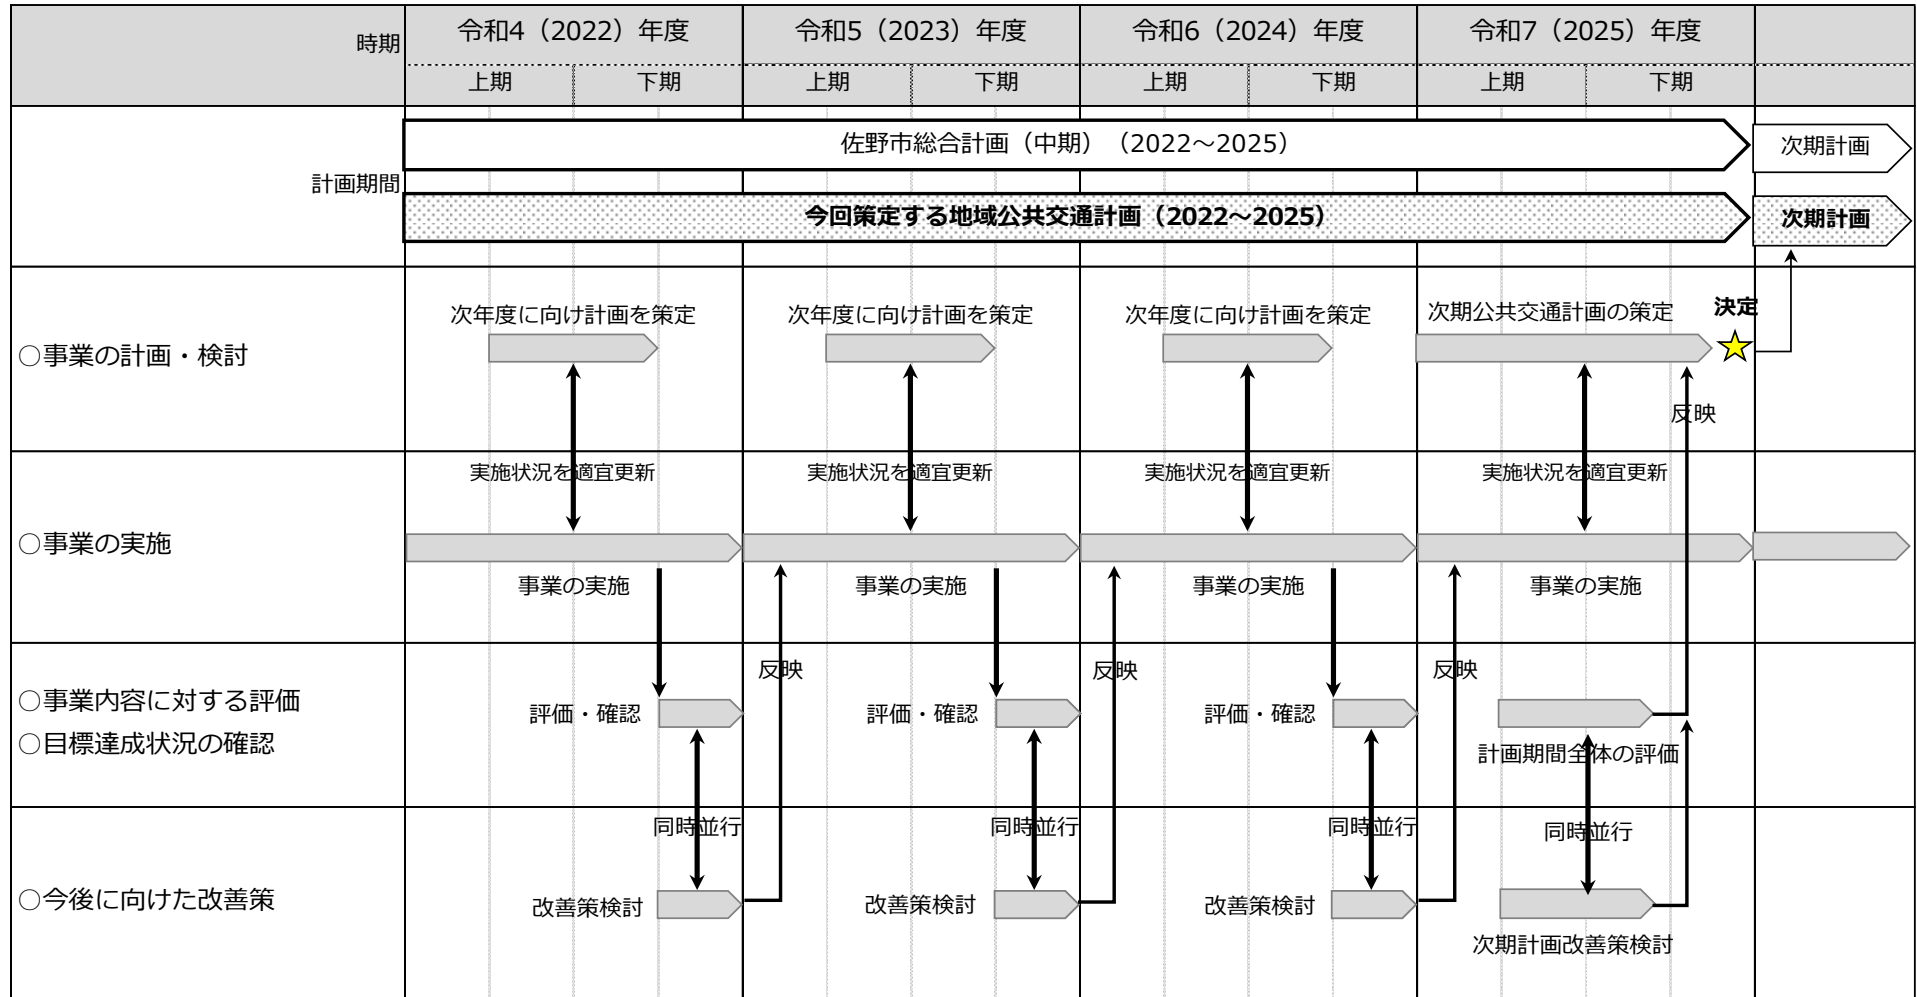 時期
令和4（2022）年度
令和5（2023）年度
令和6（2024）年度
令和7（2025）年度
上期
下期
上期
下期
上期
下期
上期
下期
計画期間
佐野市総合計画（中期）（2022～2025）
次期計画
今回策定する地域公共交通計画（2022～2025）
次期計画
○事業の計画・検討
次年度に向け計画を策定
次年度に向け計画を策定
次年度に向け計画を策定
次期公共交通計画の策定
決定
反映
実施状況を適宜更新
実施状況を適宜更新
実施状況を適宜更新
実施状況を適宜更新
○事業の実施
事業の実施
事業の実施
事業の実施
事業の実施
○事業内容に対する評価
○目標達成状況の確認
反映
反映
反映
評価・確認
評価・確認
評価・確認
計画期間全体の評価
同時並行
同時並行
同時並行
同時並行
○今後に向けた改善策
改善策検討
改善策検討
改善策検討
次期計画改善策検討